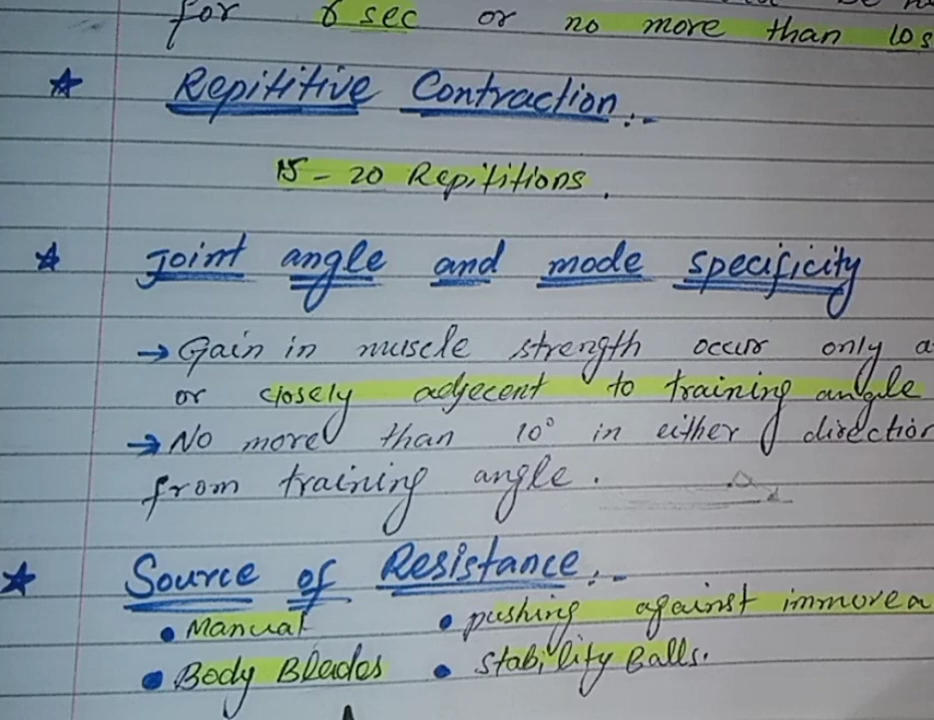 for 6 sec or no more than 10s
★ Repititive Contraction :-
15 - 20 Repititions.
★ Joint angle and mode specificity
→ Gain in muscle strength occur only a
or closely adjecent to training angle
→ No more than 10° in either direction
from training angle.
★ Source of Resistance :-
• Manual • pushing against immovea
• Body Blades • Stability Balls.